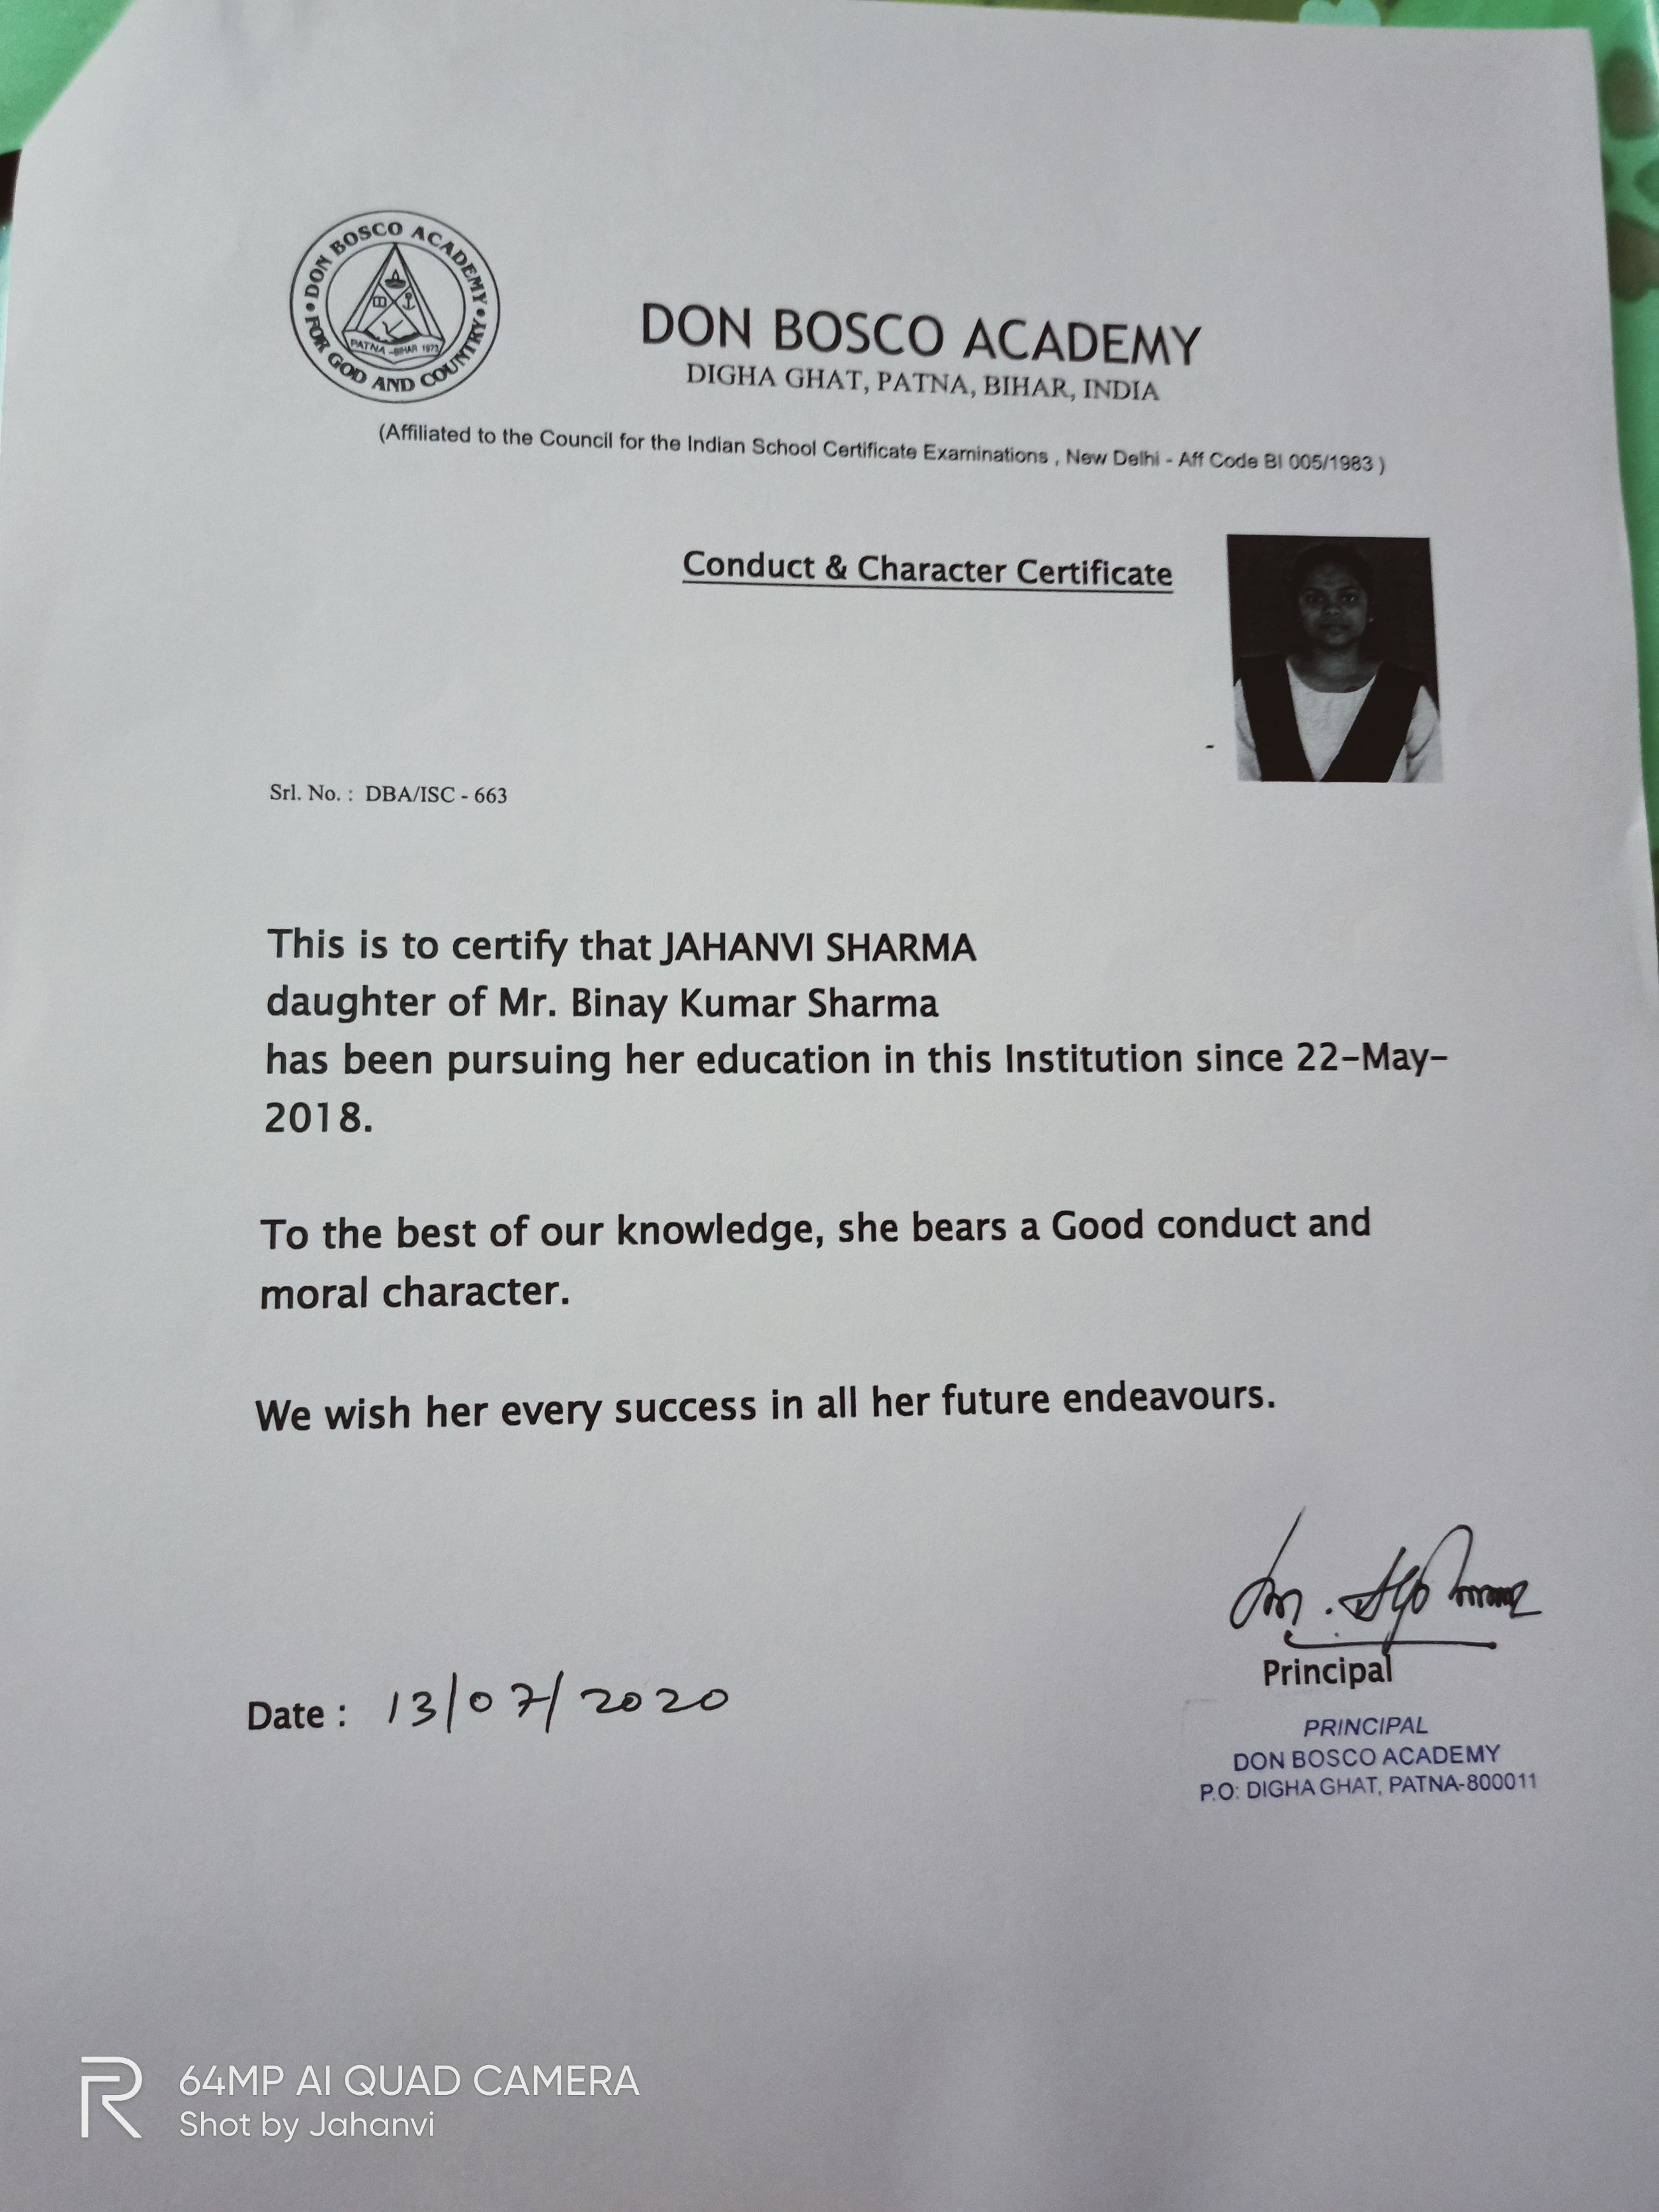 DON BOSCO ACADEMY
FOR GOD AND COUNTRY
PATNA - BIHAR 1973
DON BOSCO ACADEMY
DIGHA GHAT, PATNA, BIHAR, INDIA
(Affiliated to the Council for the Indian School Certificate Examinations , New Delhi - Aff Code BI 005/1983 )
Conduct & Character Certificate
Srl. No. : DBA/ISC - 663
This is to certify that JAHANVI SHARMA
daughter of Mr. Binay Kumar Sharma
has been pursuing her education in this Institution since 22-May-
2018.
To the best of our knowledge, she bears a Good conduct and
moral character.
We wish her every success in all her future endeavours.
Principal
Date : 13/07/2020
PRINCIPAL
DON BOSCO ACADEMY
P.O: DIGHA GHAT, PATNA-800011
R 64MP AI QUAD CAMERA
Shot by Jahanvi